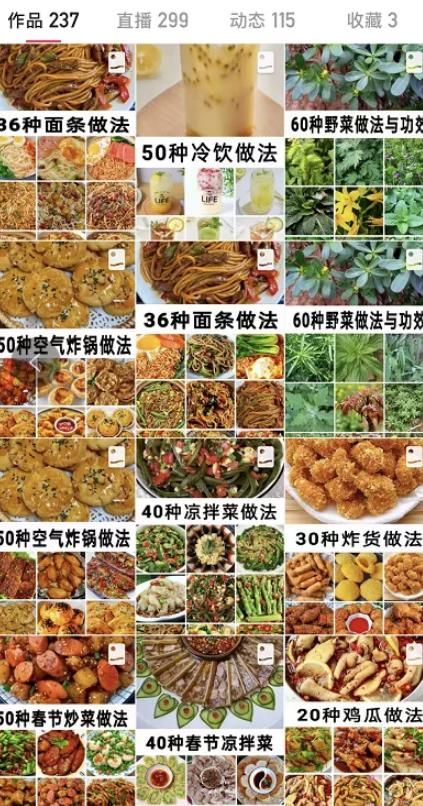 作品 237
直播 299
动态 115
收藏 3
36种面条做法
50种冷饮做法
60种野菜做法与功效
LIFE
LIFE
50种空气炸锅做法
36种面条做法
60种野菜做法与功效
50种空气炸锅做法
40种凉拌菜做法
30种炸货做法
50种春节炒菜做法
40种春节凉拌菜
20种鸡瓜做法